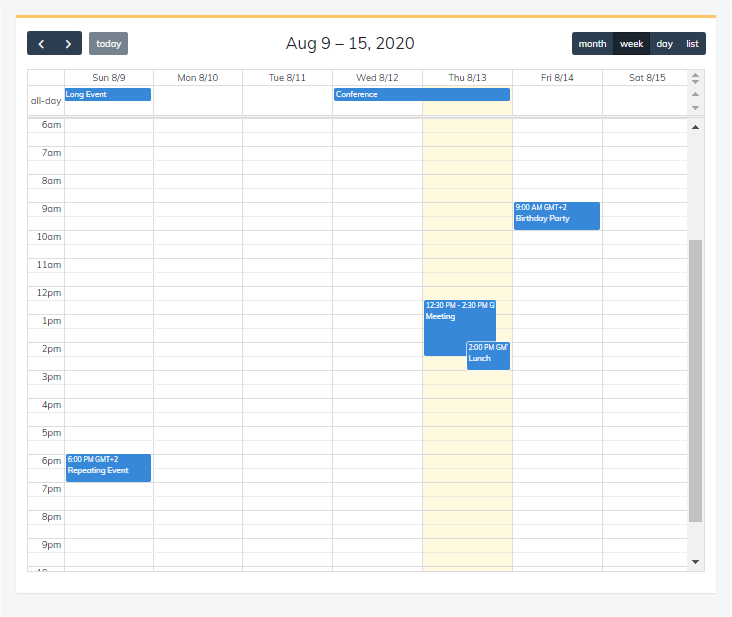 today
Aug 9 – 15, 2020
month week day list
Sun 8/9 Mon 8/10 Tue 8/11 Wed 8/12 Thu 8/13 Fri 8/14 Sat 8/15
all-day Long Event Conference
6am
7am
8am
9am
9:00 AM GMT+2
Birthday Party
10am
11am
12pm
12:30 PM - 2:30 PM G
1pm
Meeting
2pm
2:00 PM GMT
Lunch
3pm
4pm
5pm
6pm
6:00 PM GMT+2
Repeating Event
7pm
8pm
9pm